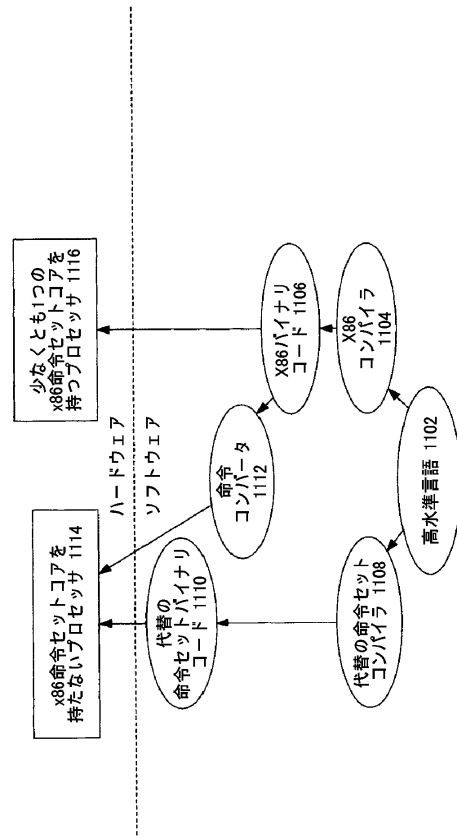 x86命令セットコアを
持たないプロセッサ 1114
少なくとも1つの
x86命令セットコアを
持つプロセッサ 1116
ハードウェア
ソフトウェア
代替の
命令セットバイナリ
コード 1110
命令
コンバータ
1112
X86バイナリ
コード 1106
代替の命令セット
コンパイラ 1108
X86
コンパイラ
1104
高水準言語 1102